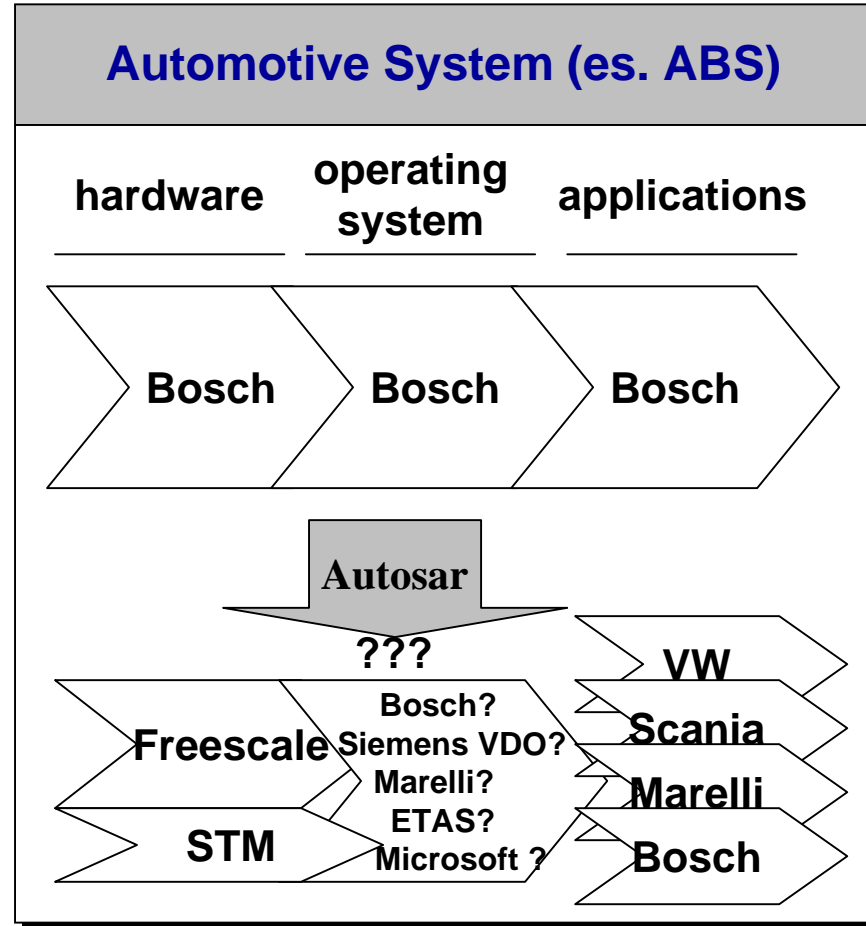 Automotive System (es. ABS)
hardware
operating
system
applications
Bosch
Bosch
Bosch
Autosar
???
Freescale
STM
Bosch?
Siemens VDO?
Marelli?
ETAS?
Microsoft ?
VW
Scania
Marelli
Bosch